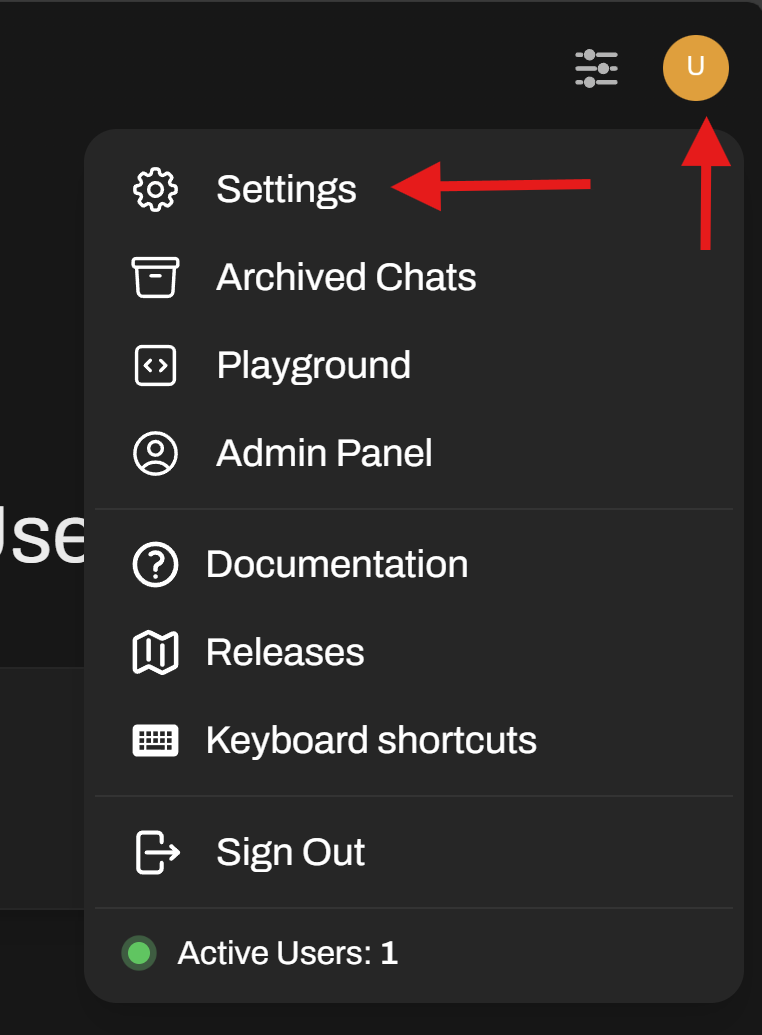 U
Settings
Archived Chats
Playground
Admin Panel
Use
Documentation
Releases
Keyboard shortcuts
Sign Out
Active Users: 1